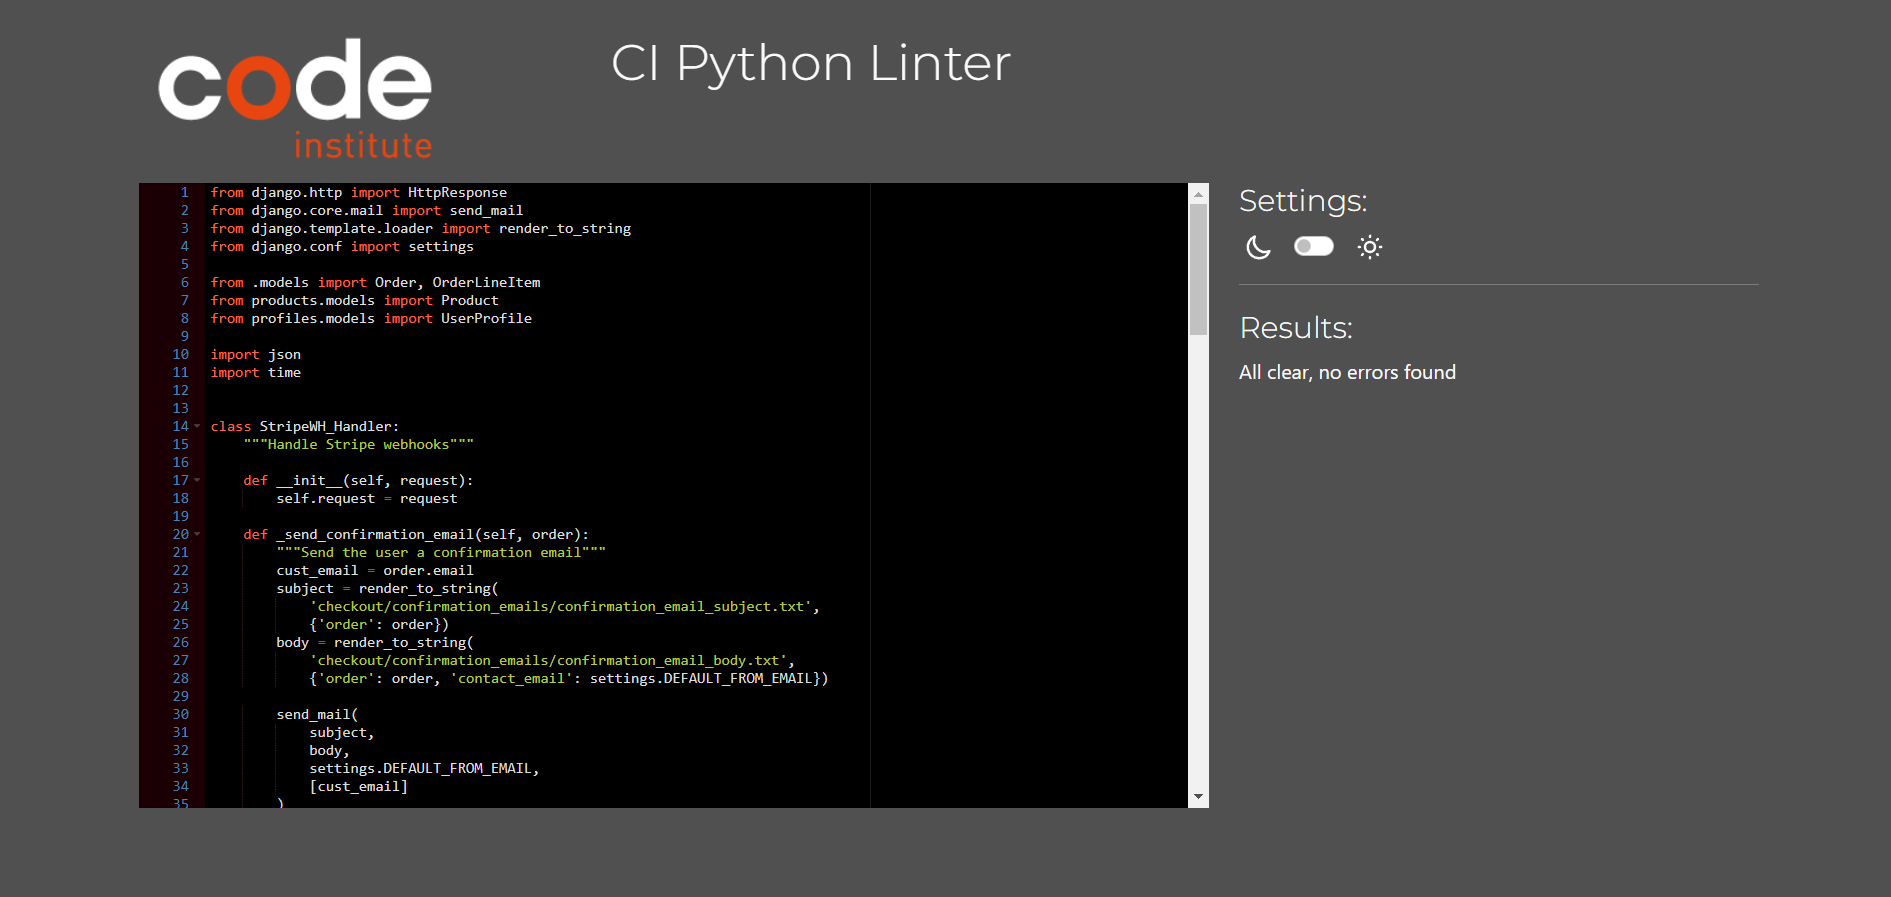 code
institute
CI Python Linter
1 from django.http import HttpResponse
2 from django.core.mail import send_mail
3 from django.template.loader import render_to_string
4 from django.conf import settings
5
6 from .models import Order, OrderLineItem
7 from products.models import Product
8 from profiles.models import UserProfile
9
10 import json
11 import time
12
13
14 class StripeWH_Handler:
15     """Handle Stripe webhooks"""
16
17     def __init__(self, request):
18         self.request = request
19
20     def _send_confirmation_email(self, order):
21         """Send the user a confirmation email"""
22         cust_email = order.email
23         subject = render_to_string(
24             'checkout/confirmation_emails/confirmation_email_subject.txt',
25             {'order': order})
26         body = render_to_string(
27             'checkout/confirmation_emails/confirmation_email_body.txt',
28             {'order': order, 'contact_email': settings.DEFAULT_FROM_EMAIL})
29
30         send_mail(
31             subject,
32             body,
33             settings.DEFAULT_FROM_EMAIL,
34             [cust_email]
35         )
Settings:
Results:
All clear, no errors found